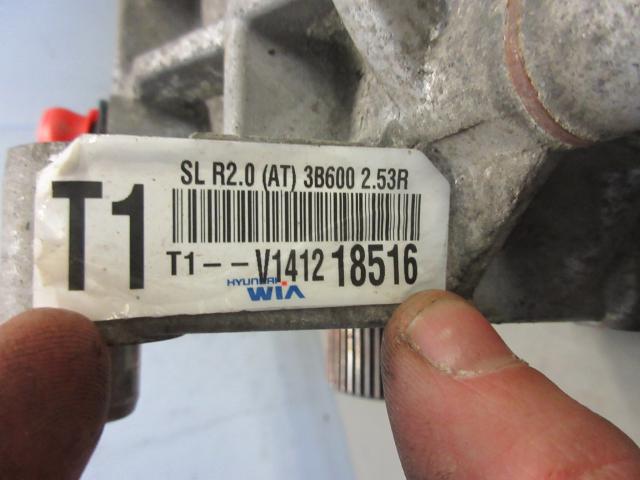 T1
SL R2.0 (AT) 3B600 2.53R
T1--V1412 18516
HYUNDAI
WIA